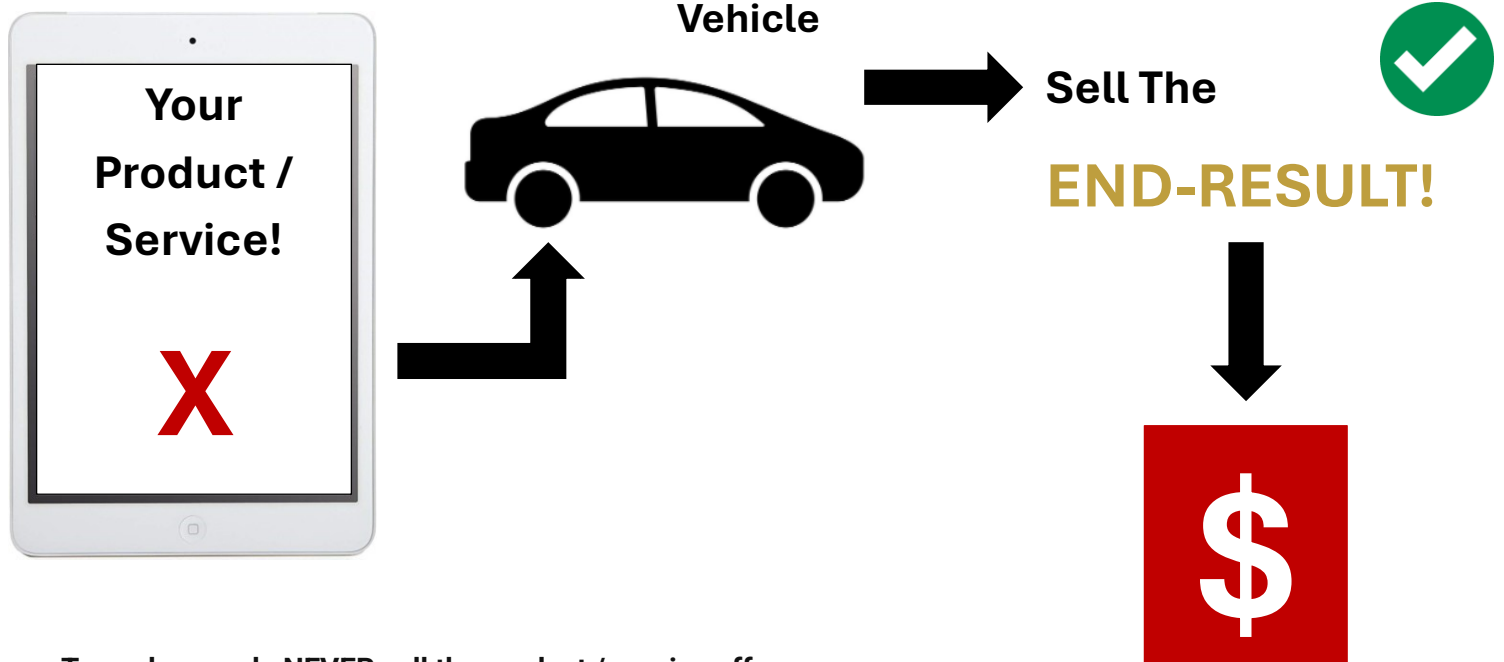 Vehicle
Your
Product /
Service!
X
Sell The
END-RESULT!
$